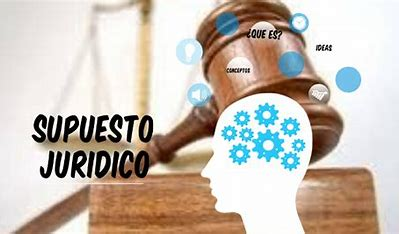 ¿QUE ES?
IDEAS
CONCEPTOS
SUPUESTO
JURIDICO